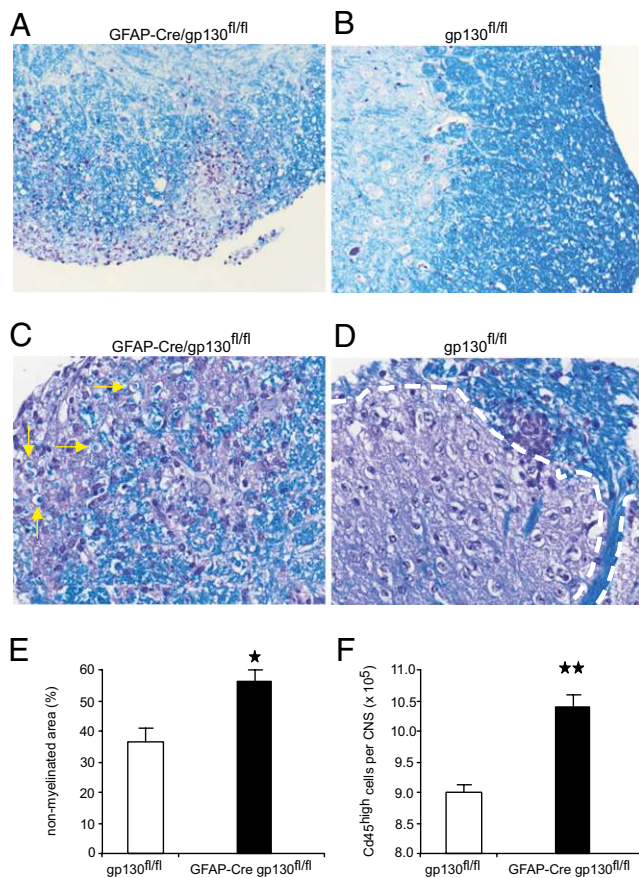 A
GFAP-Cre/gp130fl/fl
B
gp130fl/fl
C
GFAP-Cre/gp130fl/fl
D
gp130fl/fl
E
non-myelinated area (%)
60
50
40
30
20
10
0
gp130fl/fl
GFAP-Cre gp130fl/fl
★
F
Cd45high cells per CNS (x 10⁵)
11.0
10.5
10.0
9.5
9.0
8.5
8.0
gp130fl/fl
GFAP-Cre gp130fl/fl
★★